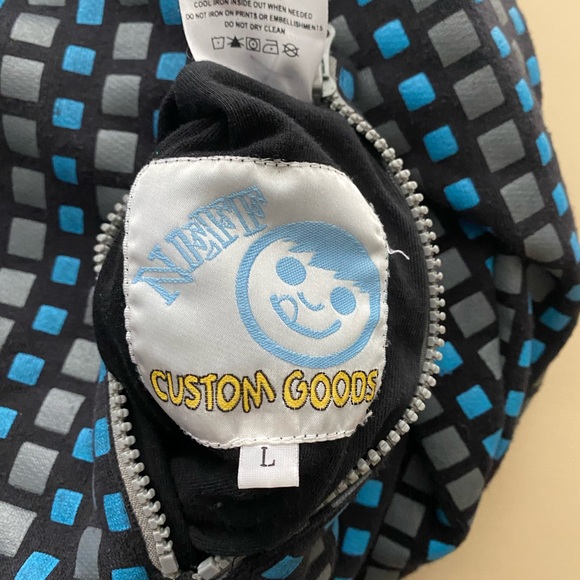 COOL IRON INSIDE OUT WHEN NEEDED
DO NOT IRON ON PRINTS OR EMBELLISHMENTS
DO NOT DRY CLEAN
NEFF
CUSTOM GOODS
L